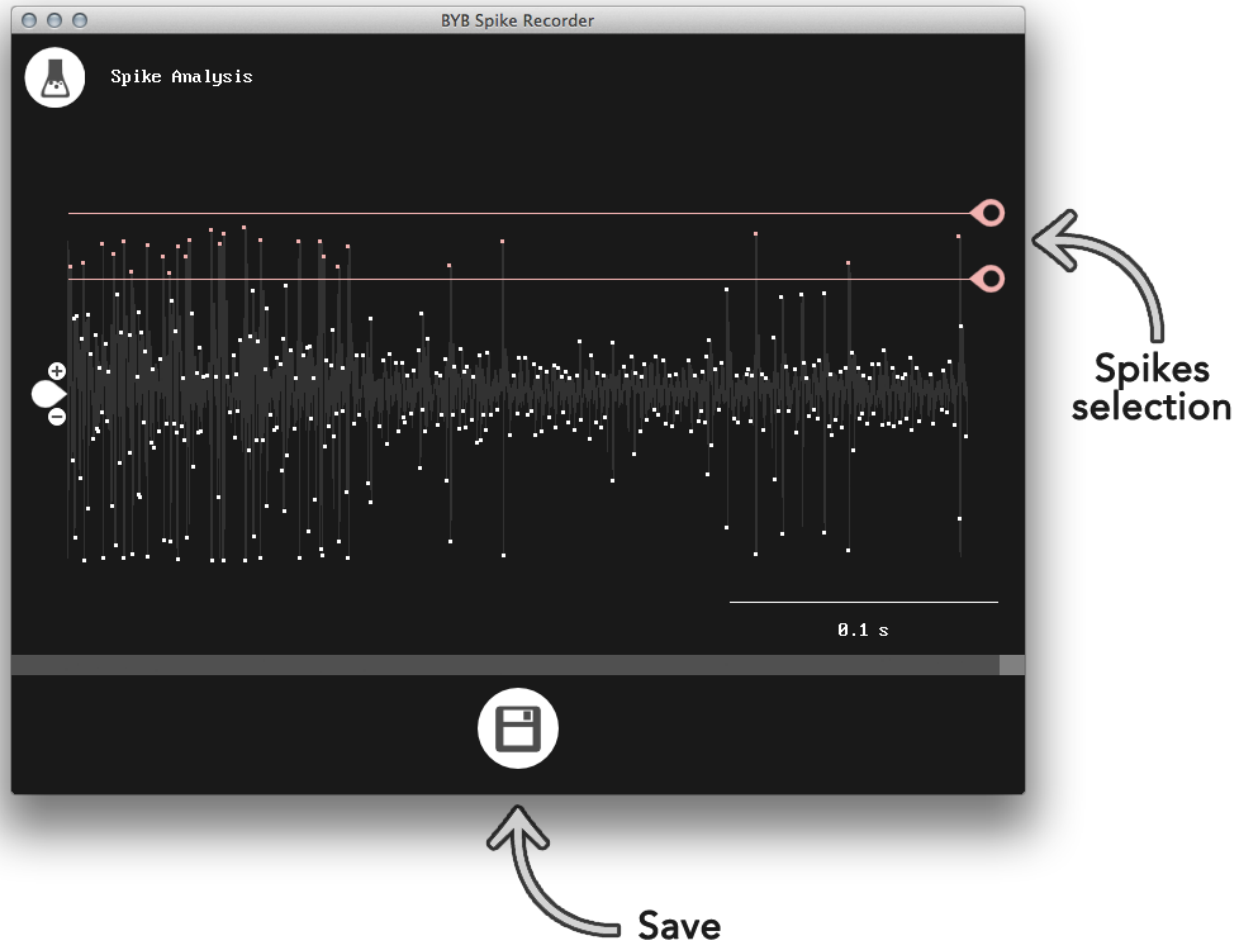 BYB Spike Recorder
Spike Analysis
Spikes
selection
0.1 s
Save